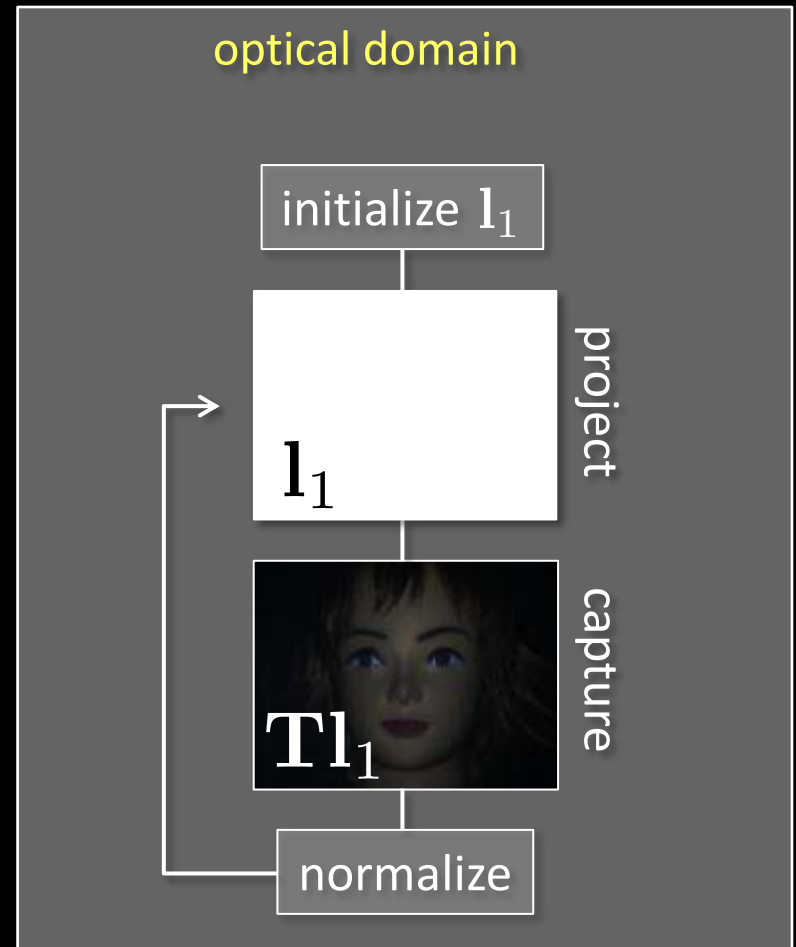 optical domain
initialize l₁
project
l₁
capture
Tl₁
normalize